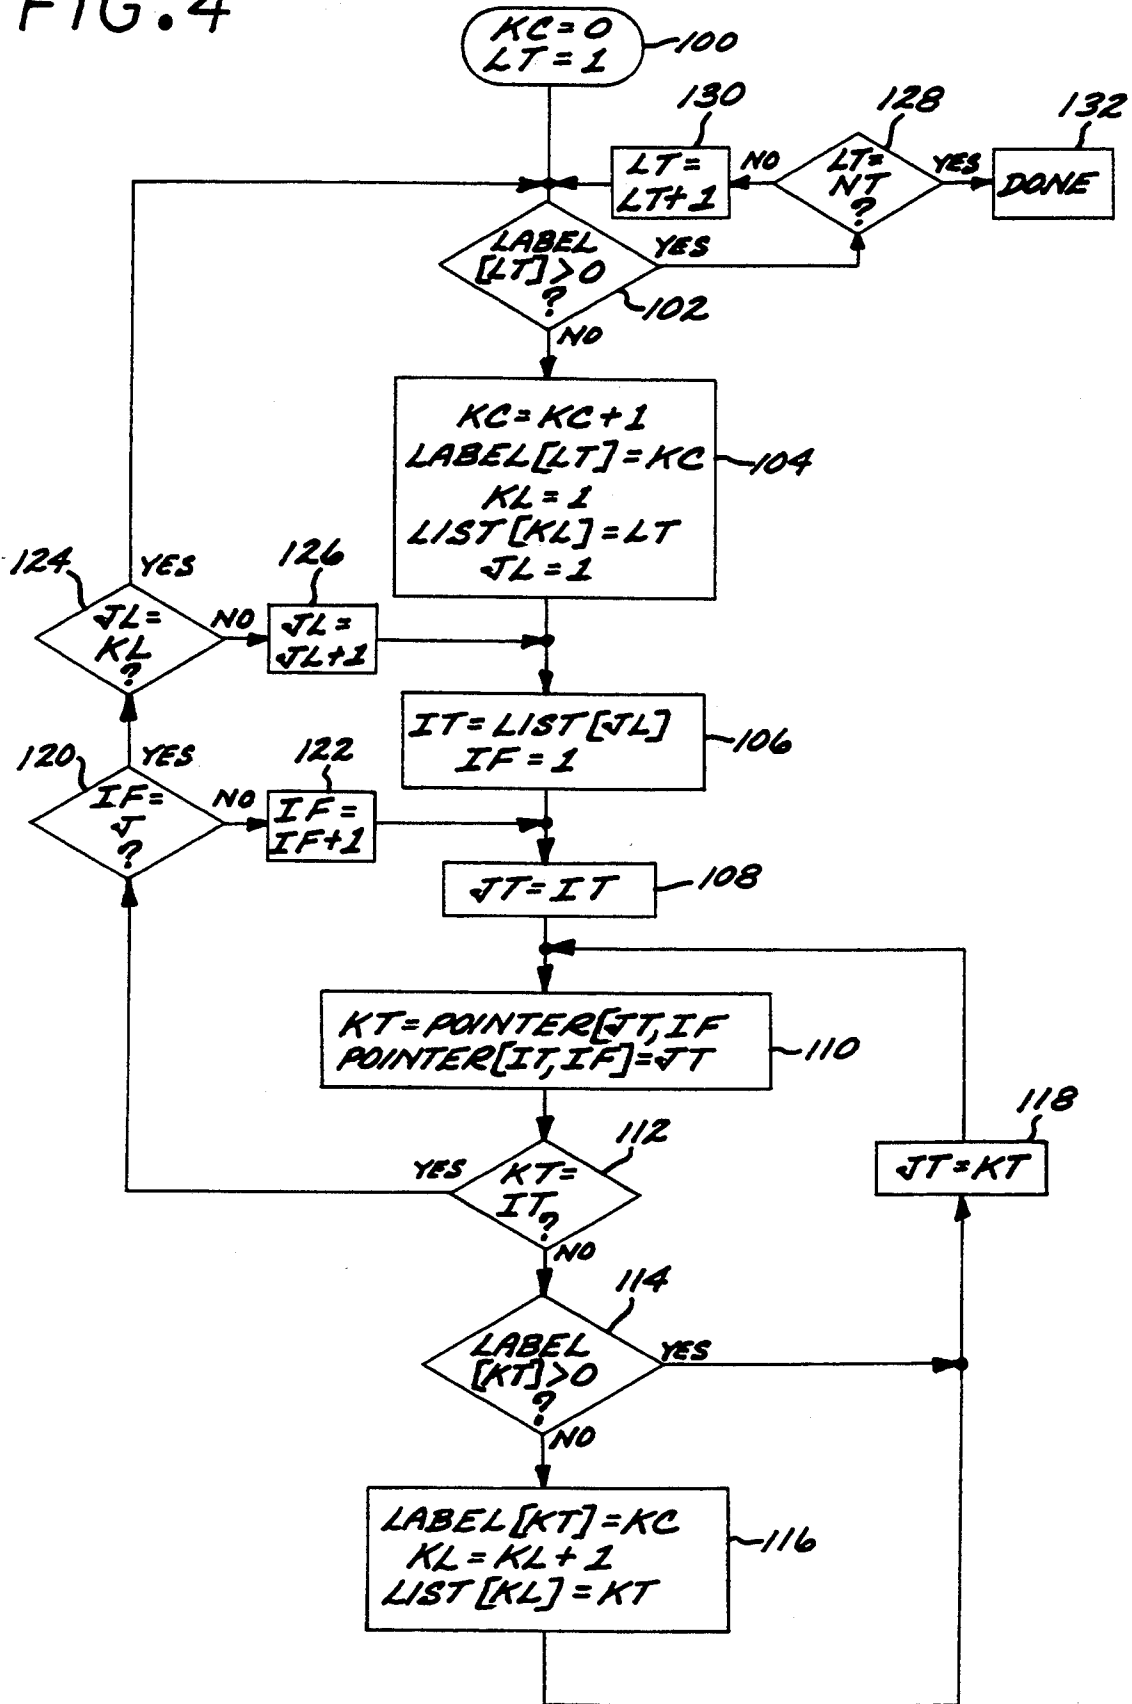 FIG.4
KC=0
LT=1
100
130
128
132
LT=
LT+1
NO
LT=
NT
?
YES
DONE
LABEL
[LT]>0
?
YES
102
NO
KC=KC+1
LABEL[LT]=KC
KL=1
LIST[KL]=LT
JL=1
104
124
YES
126
JL=
KL
?
NO
JL=
JL+1
IT=LIST[JL]
IF=1
106
120
YES
122
IF=
J
?
NO
IF=
IF+1
JT=IT
108
KT=POINTER[JT,IF
POINTER[IT,IF]=JT
110
118
JT=KT
112
YES
KT=
IT
?
NO
114
LABEL
[KT]>0
?
YES
NO
LABEL[KT]=KC
KL=KL+1
LIST[KL]=KT
116